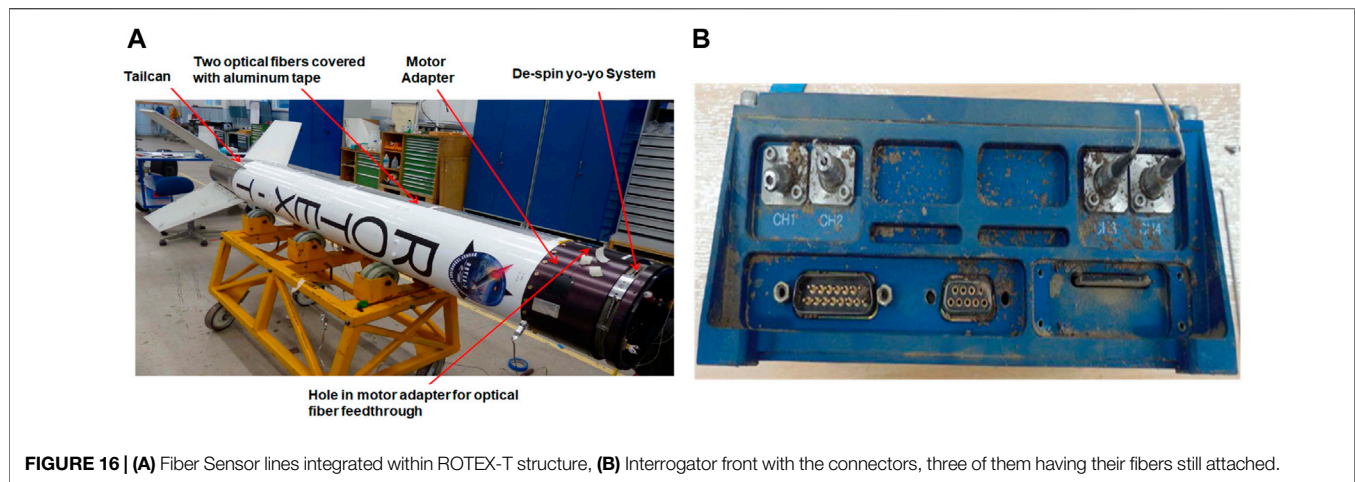 A
B
Two optical fibers covered
with aluminum tape
Motor
Adapter
Tailcan
De-spin yo-yo System
ROTEX-T
CH1
CH2
CH3
CH4
Hole in motor adapter for optical
fiber feedthrough
FIGURE 16 | (A) Fiber Sensor lines integrated within ROTEX-T structure, (B) Interrogator front with the connectors, three of them having their fibers still attached.